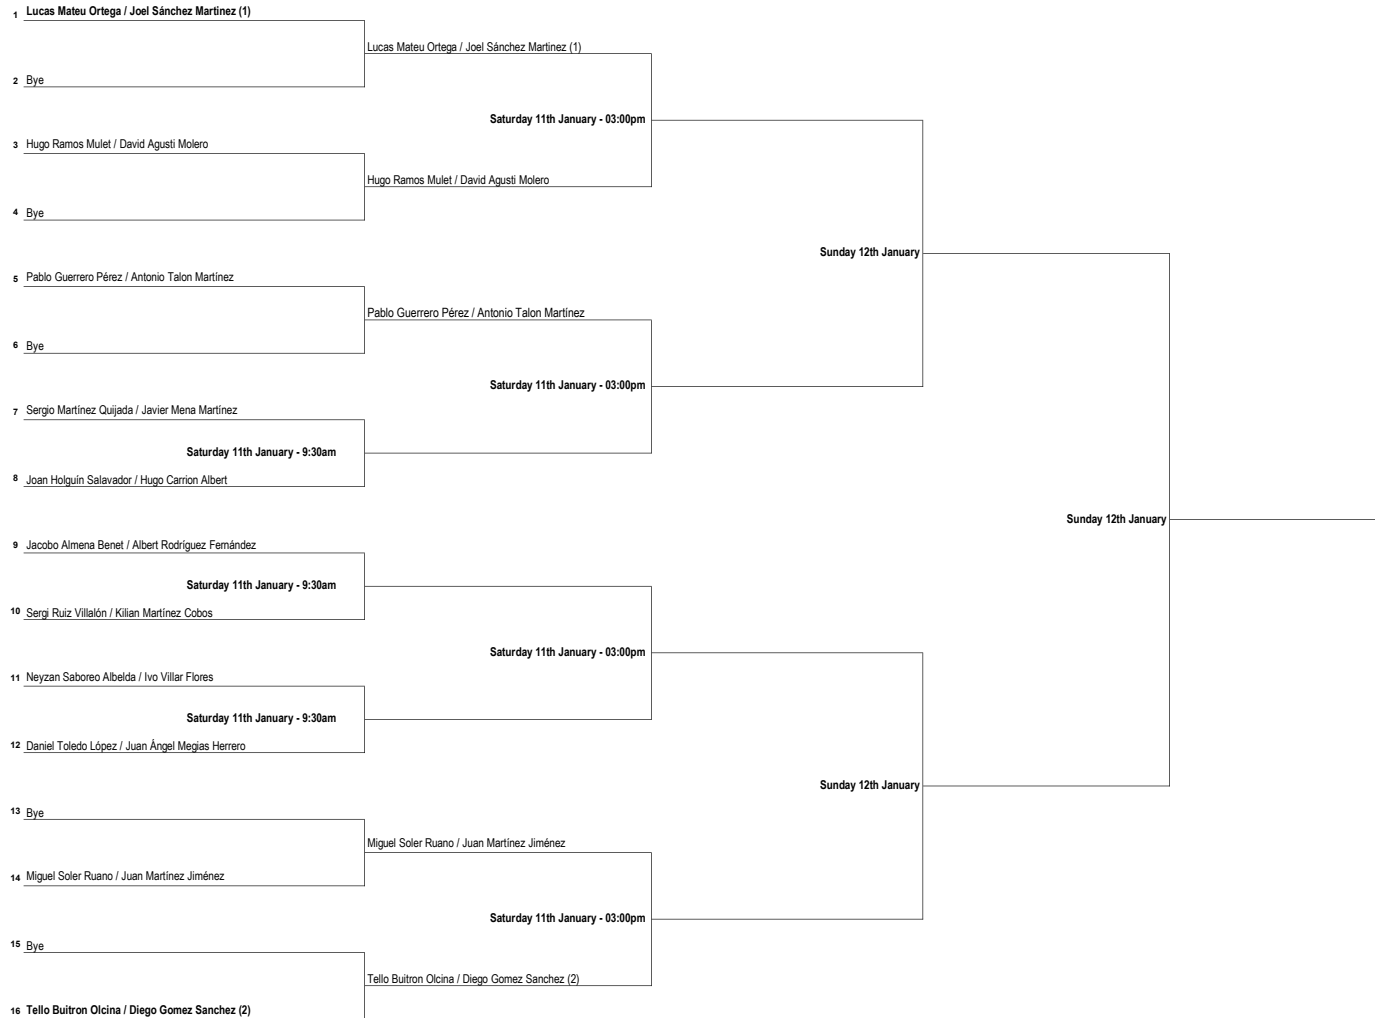 1 Lucas Mateu Ortega / Joel Sánchez Martinez (1)
Lucas Mateu Ortega / Joel Sánchez Martinez (1)
2 Bye
Saturday 11th January - 03:00pm
3 Hugo Ramos Mulet / David Agusti Molero
Hugo Ramos Mulet / David Agusti Molero
4 Bye
Sunday 12th January
5 Pablo Guerrero Pérez / Antonio Talon Martínez
Pablo Guerrero Pérez / Antonio Talon Martínez
6 Bye
Saturday 11th January - 03:00pm
7 Sergio Martínez Quijada / Javier Mena Martínez
Saturday 11th January - 9:30am
8 Joan Holguín Salavador / Hugo Carrion Albert
Sunday 12th January
9 Jacobo Almena Benet / Albert Rodríguez Fernández
Saturday 11th January - 9:30am
10 Sergi Ruiz Villalón / Kilian Martínez Cobos
Saturday 11th January - 03:00pm
11 Neyzan Saboreo Albelda / Ivo Villar Flores
Saturday 11th January - 9:30am
12 Daniel Toledo López / Juan Ángel Megias Herrero
Sunday 12th January
13 Bye
Miguel Soler Ruano / Juan Martínez Jiménez
14 Miguel Soler Ruano / Juan Martínez Jiménez
Saturday 11th January - 03:00pm
15 Bye
Tello Buitron Olcina / Diego Gomez Sanchez (2)
16 Tello Buitron Olcina / Diego Gomez Sanchez (2)